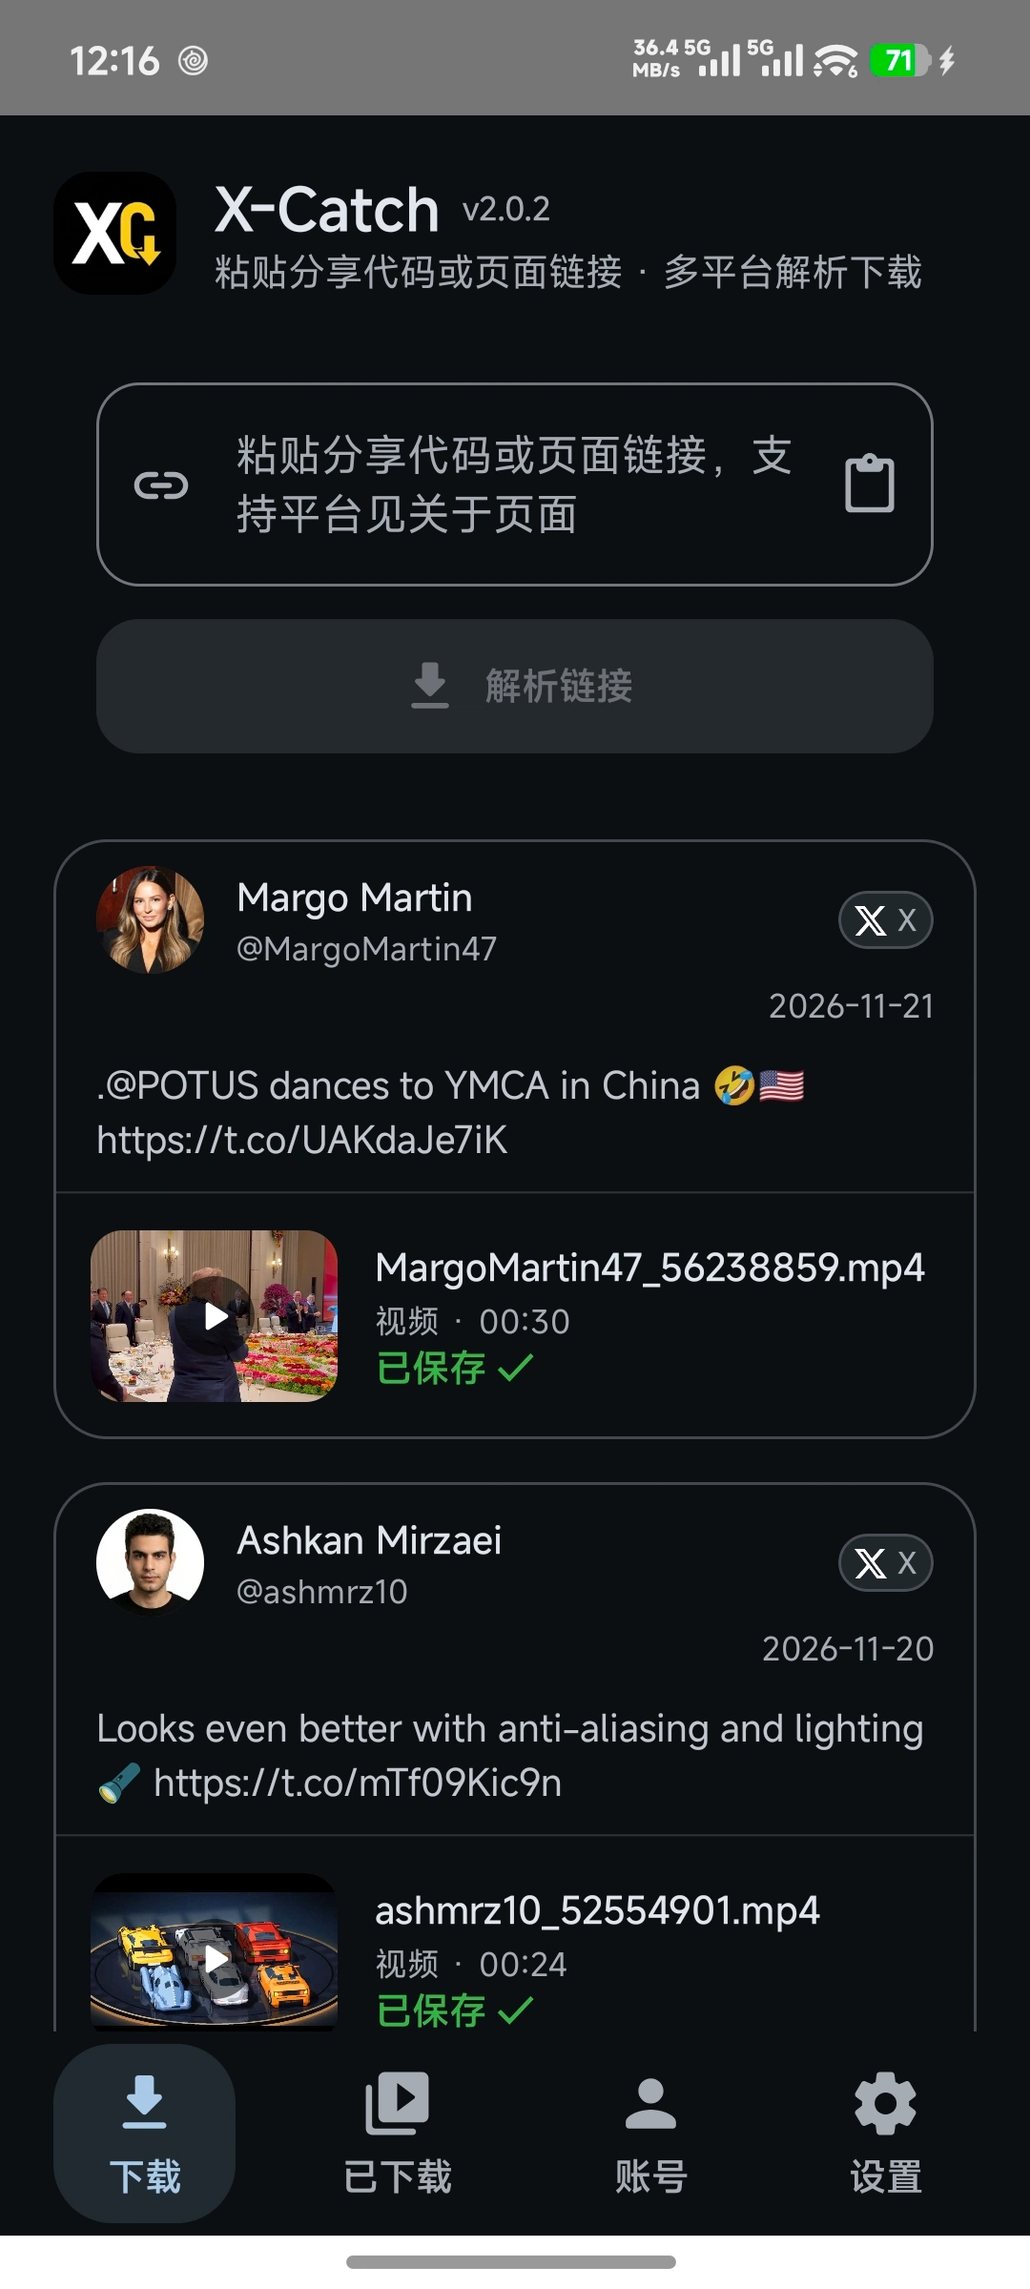 12:16
36.4 MB/s 5G 5G 6 71
XC
X-Catch v2.0.2
粘贴分享代码或页面链接 · 多平台解析下载
粘贴分享代码或页面链接，支
持平台见关于页面
解析链接
Margo Martin
@MargoMartin47
X X
2026-11-21
.@POTUS dances to YMCA in China 🤣🇺🇸
https://t.co/UAKdaJe7iK
MargoMartin47_56238859.mp4
视频 · 00:30
已保存 ✓
Ashkan Mirzaei
@ashmrz10
X X
2026-11-20
Looks even better with anti-aliasing and lighting
🔦 https://t.co/mTf09Kic9n
ashmrz10_52554901.mp4
视频 · 00:24
已保存 ✓
下载 已下载 账号 设置